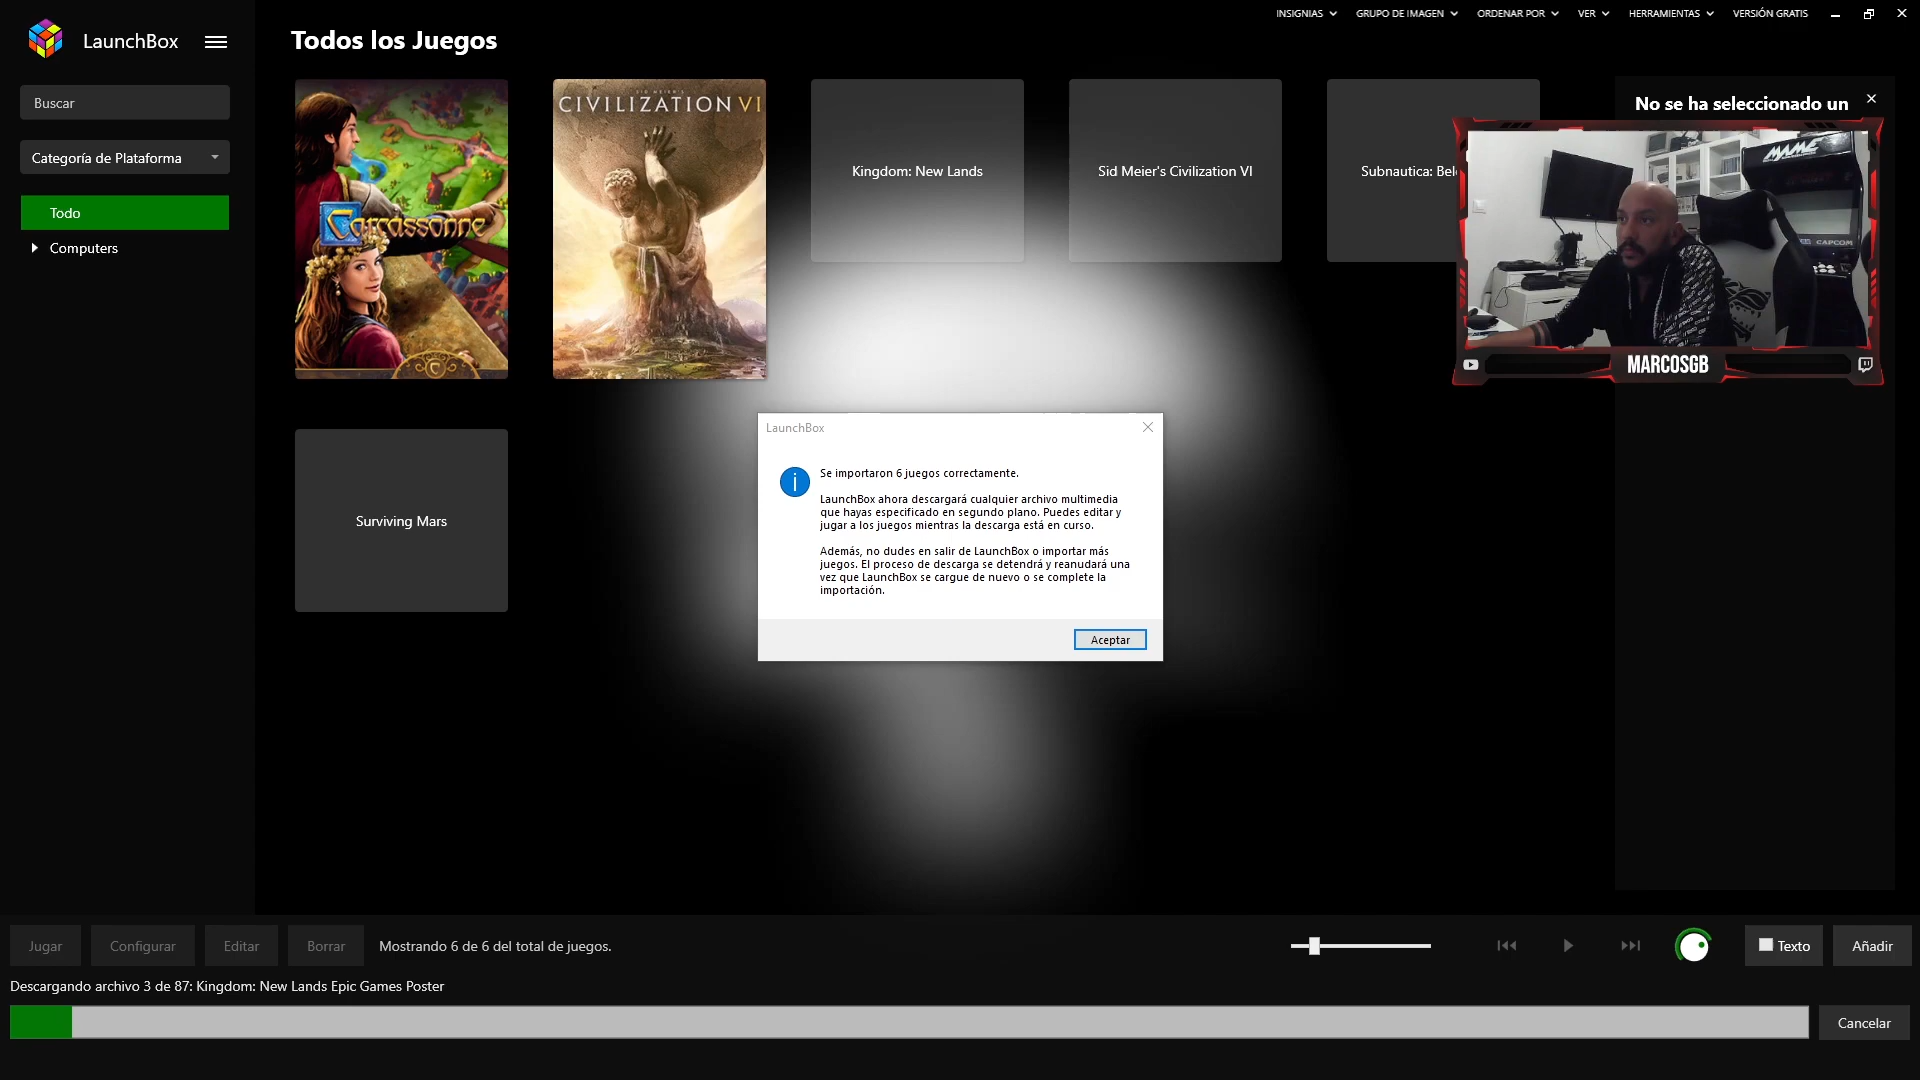 LaunchBox
Buscar
Categoría de Plataforma
Todo
Computers
Todos los Juegos
INSIGNIAS
GRUPO DE IMAGEN
ORDENAR POR
VER
HERRAMIENTAS
VERSIÓN GRATIS
Carcassonne
SID MEIER'S
CIVILIZATION VI
Kingdom: New Lands
Sid Meier's Civilization VI
Subnautica:
No se ha seleccionado un
MAME
CAPCOM
MARCOSGB
Surviving Mars
LaunchBox
Se importaron 6 juegos correctamente.
LaunchBox ahora descargará cualquier archivo multimedia
que hayas especificado en segundo plano. Puedes editar y
jugar a los juegos mientras la descarga está en curso.
Además, no dudes en salir de LaunchBox o importar más
juegos. El proceso de descarga se detendrá y reanudará una
vez que LaunchBox se cargue de nuevo o se complete la
importación.
Aceptar
Jugar
Configurar
Editar
Borrar
Mostrando 6 de 6 del total de juegos.
Texto
Añadir
Descargando archivo 3 de 87: Kingdom: New Lands Epic Games Poster
Cancelar